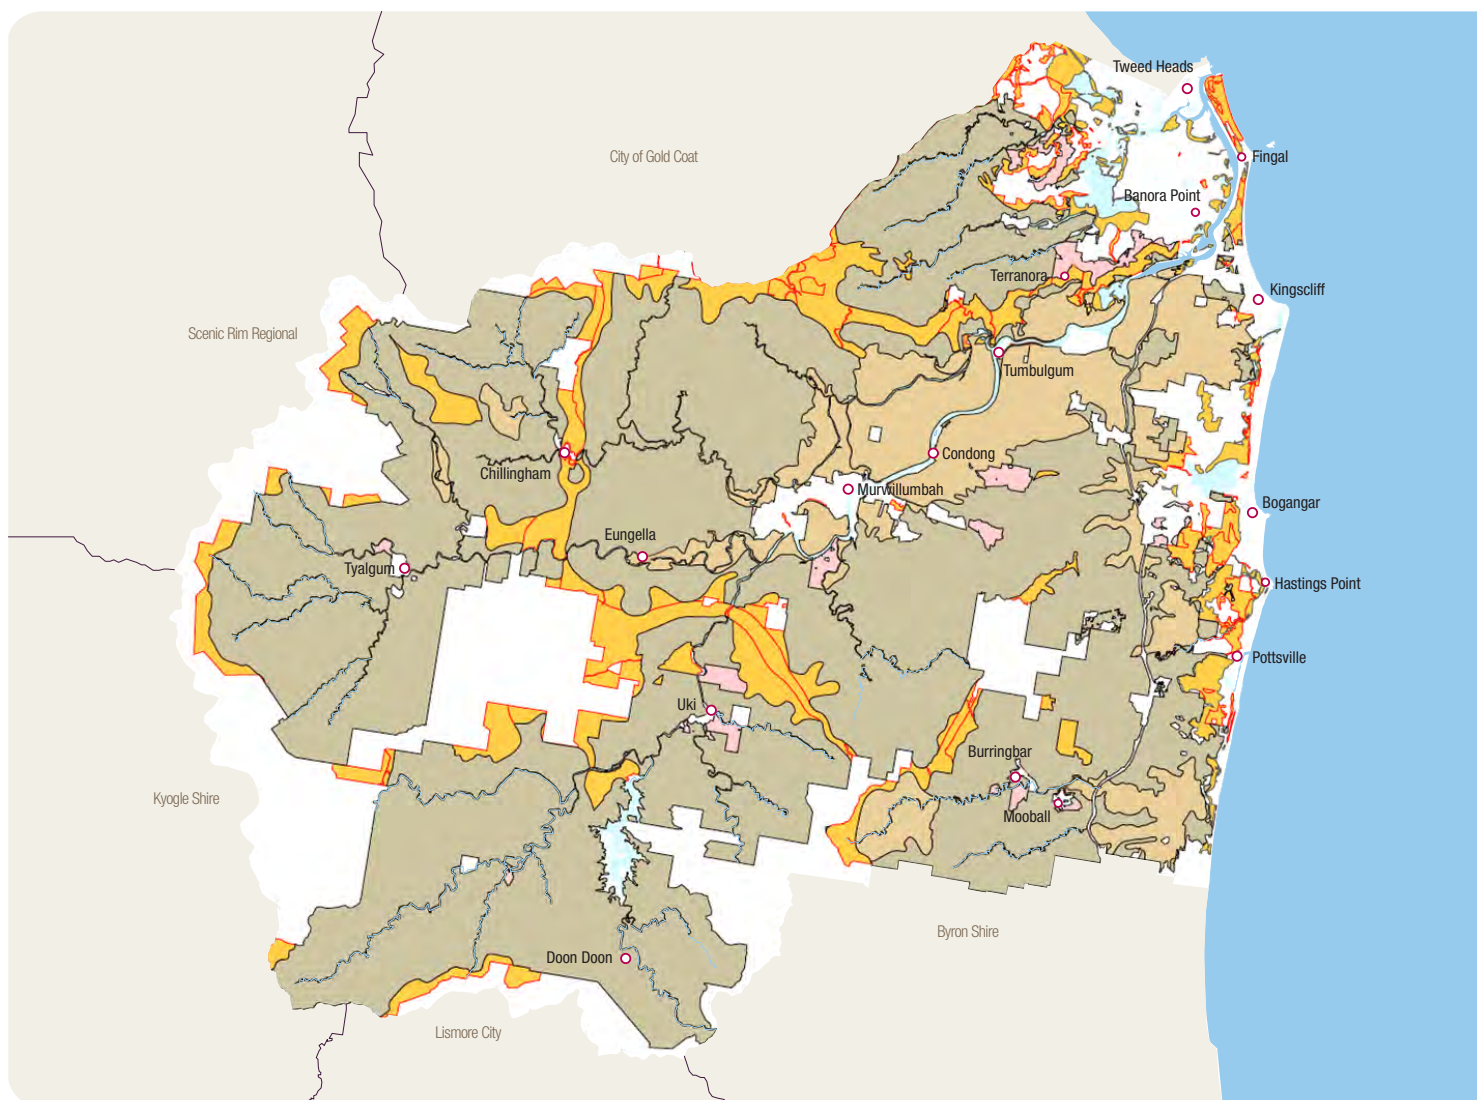 Tweed Heads
City of Gold Coat
Fingal
Banora Point
Terranora
Kingscliff
Scenic Rim Regional
Tumbulgum
Condong
Chillingham
Murwillumbah
Bogangar
Eungella
Tyalgum
Hastings Point
Pottsville
Uki
Burringbar
Kyogle Shire
Mooball
Byron Shire
Doon Doon
Lismore City